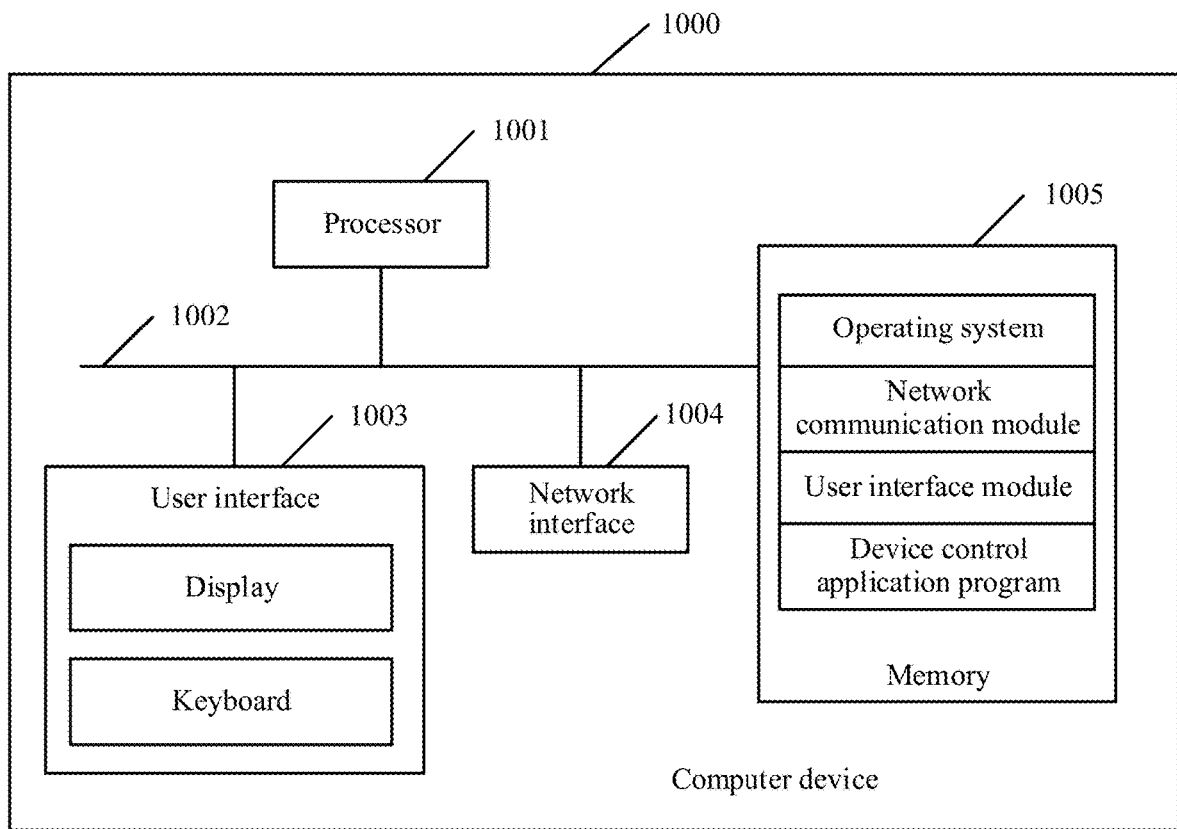 1000
1001
Processor
1005
1002
Operating system
Network
communication module
User interface module
Device control
application program
Memory
1003
User interface
Display
Keyboard
1004
Network
interface
Computer device